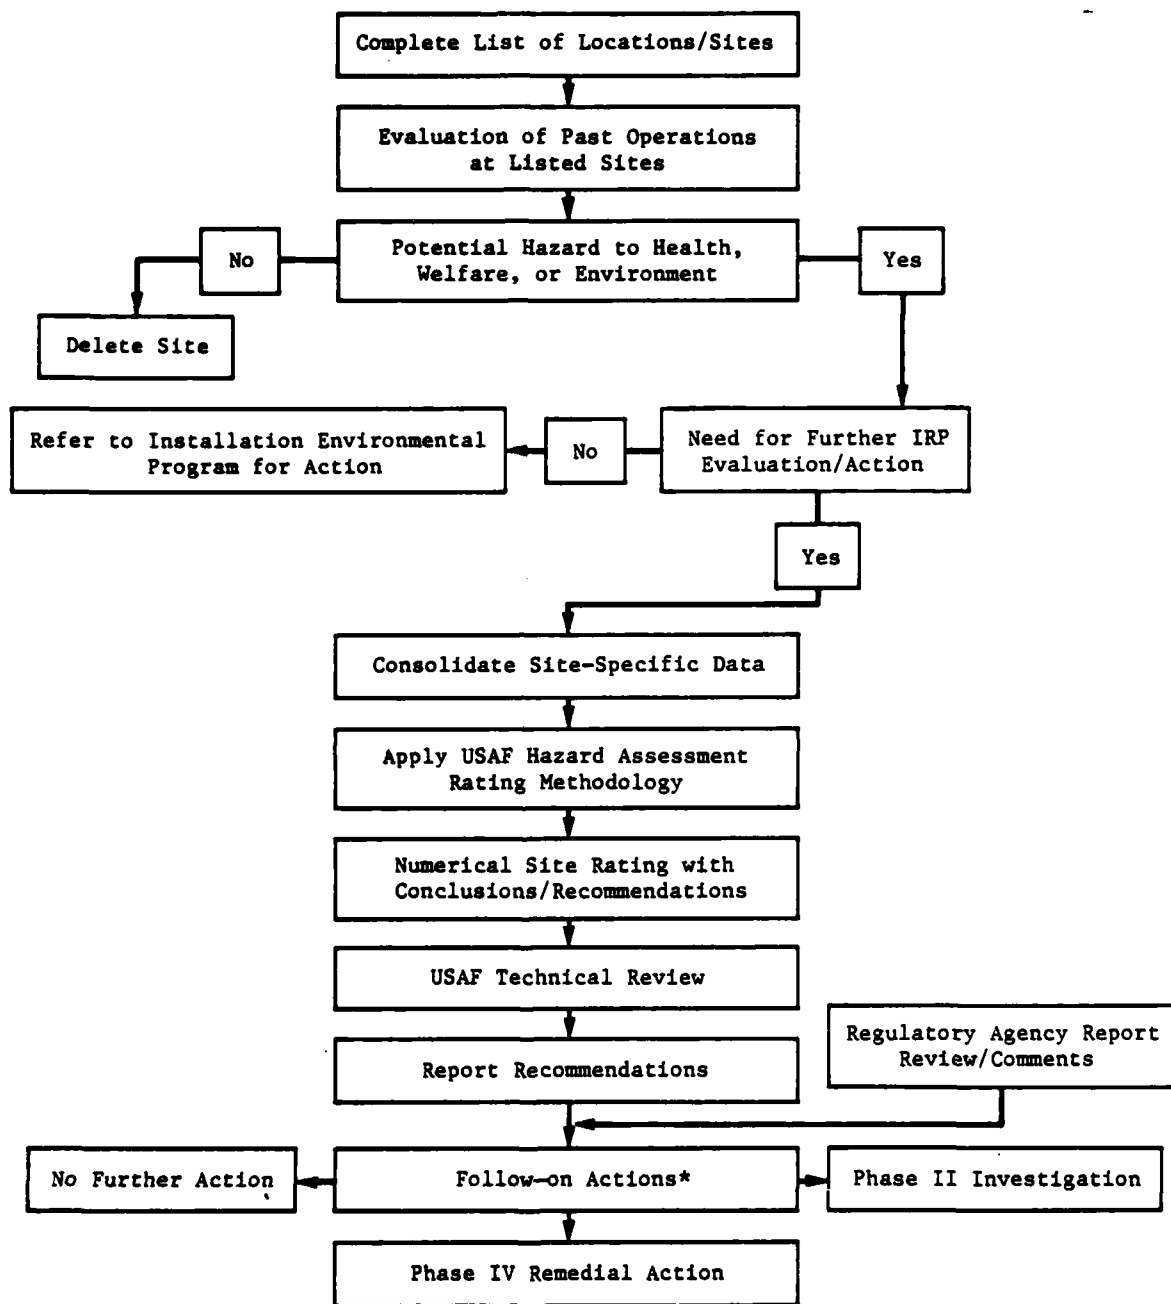 Complete List of Locations/Sites
Evaluation of Past Operations
at Listed Sites
No
Potential Hazard to Health,
Welfare, or Environment
Yes
Delete Site
Refer to Installation Environmental
Program for Action
No
Need for Further IRP
Evaluation/Action
Yes
Consolidate Site-Specific Data
Apply USAF Hazard Assessment
Rating Methodology
Numerical Site Rating with
Conclusions/Recommendations
USAF Technical Review
Regulatory Agency Report
Review/Comments
Report Recommendations
No Further Action
Follow-on Actions*
Phase II Investigation
Phase IV Remedial Action